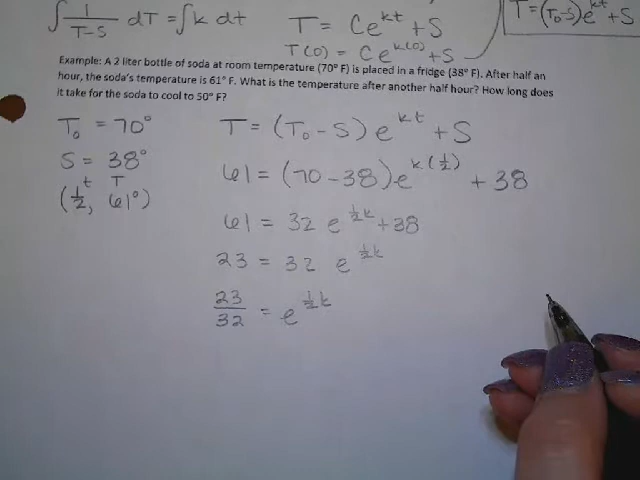 ∫ 1/(T-S) dT = ∫ k dt
T = Ce^(kt) + S
T = (T₀-S)e^(kt) + S
T(0) = Ce^(k(0)) + S
Example: A 2 liter bottle of soda at room temperature (70° F) is placed in a fridge (38° F). After half an
hour, the soda's temperature is 61° F. What is the temperature after another half hour? How long does
it take for the soda to cool to 50° F?
T₀ = 70°
S = 38°
t T
(1/2, 61°)
T = (T₀ - S) e^(kt) + S
61 = (70 - 38) e^(k(1/2)) + 38
61 = 32 e^(1/2 k) + 38
23 = 32 e^(1/2 k)
23/32 = e^(1/2 k)